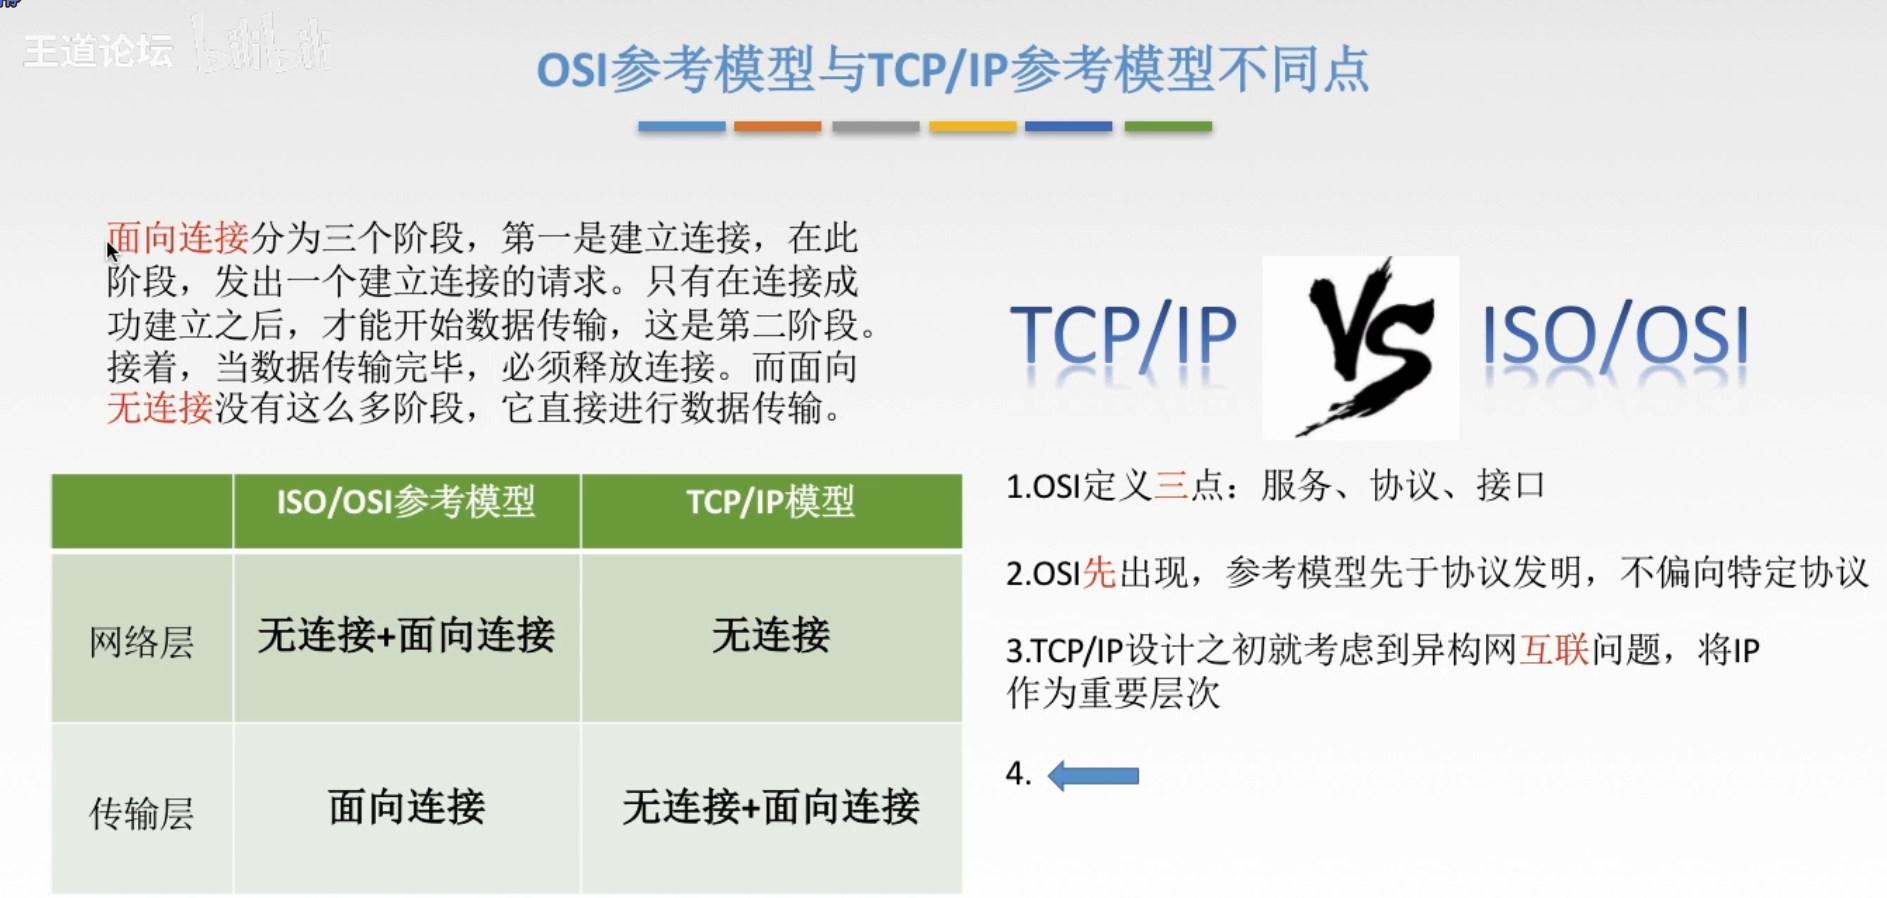 王道论坛 bilibili
OSI参考模型与TCP/IP参考模型不同点
面向连接分为三个阶段，第一是建立连接，在此
阶段，发出一个建立连接的请求。只有在连接成
功建立之后，才能开始数据传输，这是第二阶段。
接着，当数据传输完毕，必须释放连接。而面向
无连接没有这么多阶段，它直接进行数据传输。
ISO/OSI参考模型 TCP/IP模型
网络层 无连接+面向连接 无连接
传输层 面向连接 无连接+面向连接
TCP/IP VS ISO/OSI
1.OSI定义三点：服务、协议、接口
2.OSI先出现，参考模型先于协议发明，不偏向特定协议
3.TCP/IP设计之初就考虑到异构网互联问题，将IP
作为重要层次
4.